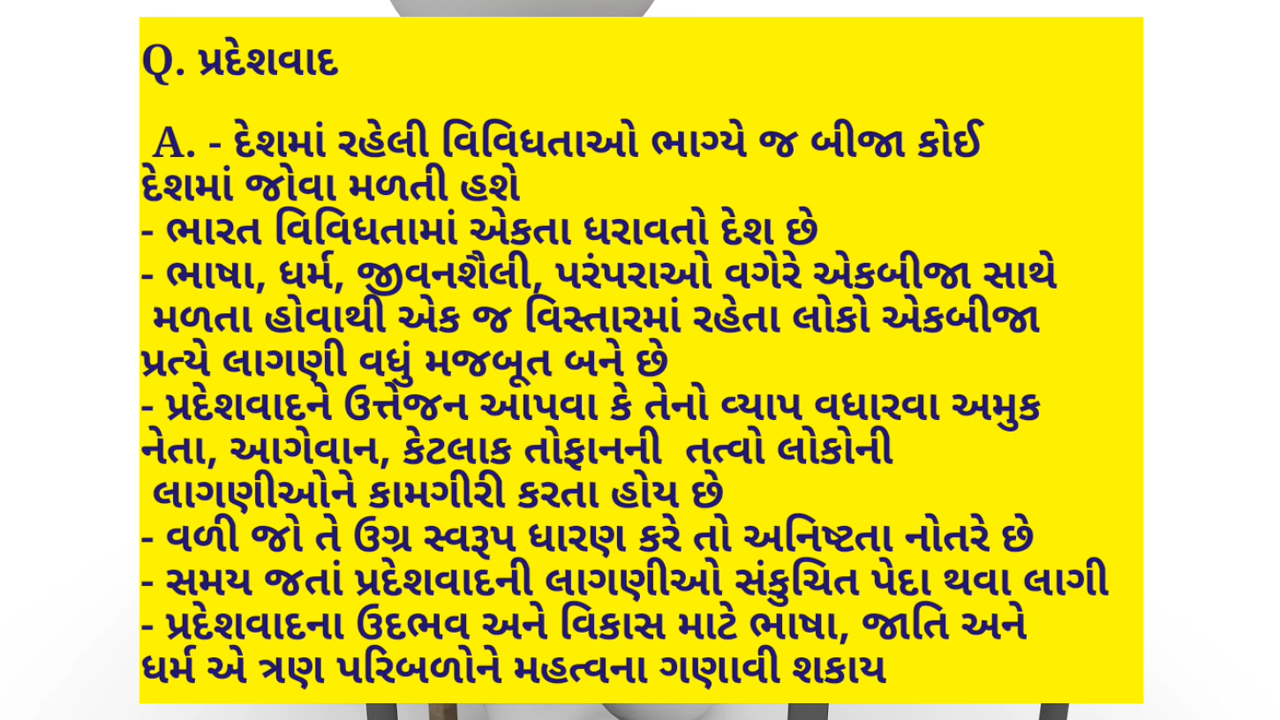 Q. પ્રદેશવાદ
A. - દેશમાં રહેલી વિવિધતાઓ ભાગ્યે જ બીજા કોઈ
દેશમાં જોવા મળતી હશે
- ભારત વિવિધતામાં એકતા ધરાવતો દેશ છે
- ભાષા, ધર્મ, જીવનશૈલી, પરંપરાઓ વગેરે એકબીજા સાથે
મળતા હોવાથી એક જ વિસ્તારમાં રહેતા લોકો એકબીજા
પ્રત્યે લાગણી વધું મજબૂત બને છે
- પ્રદેશવાદને ઉત્તેજન આપવા કે તેનો વ્યાપ વધારવા અમુક
નેતા, આગેવાન, કેટલાક તોફાનની તત્વો લોકોની
લાગણીઓને કામગીરી કરતા હોય છે
- વળી જો તે ઉગ્ર સ્વરૂપ ધારણ કરે તો અનિષ્ટતા નોતરે છે
- સમય જતાં પ્રદેશવાદની લાગણીઓ સંકુચિત પેદા થવા લાગી
- પ્રદેશવાદના ઉદભવ અને વિકાસ માટે ભાષા, જાતિ અને
ધર્મ એ ત્રણ પરિબળોને મહત્વના ગણાવી શકાય